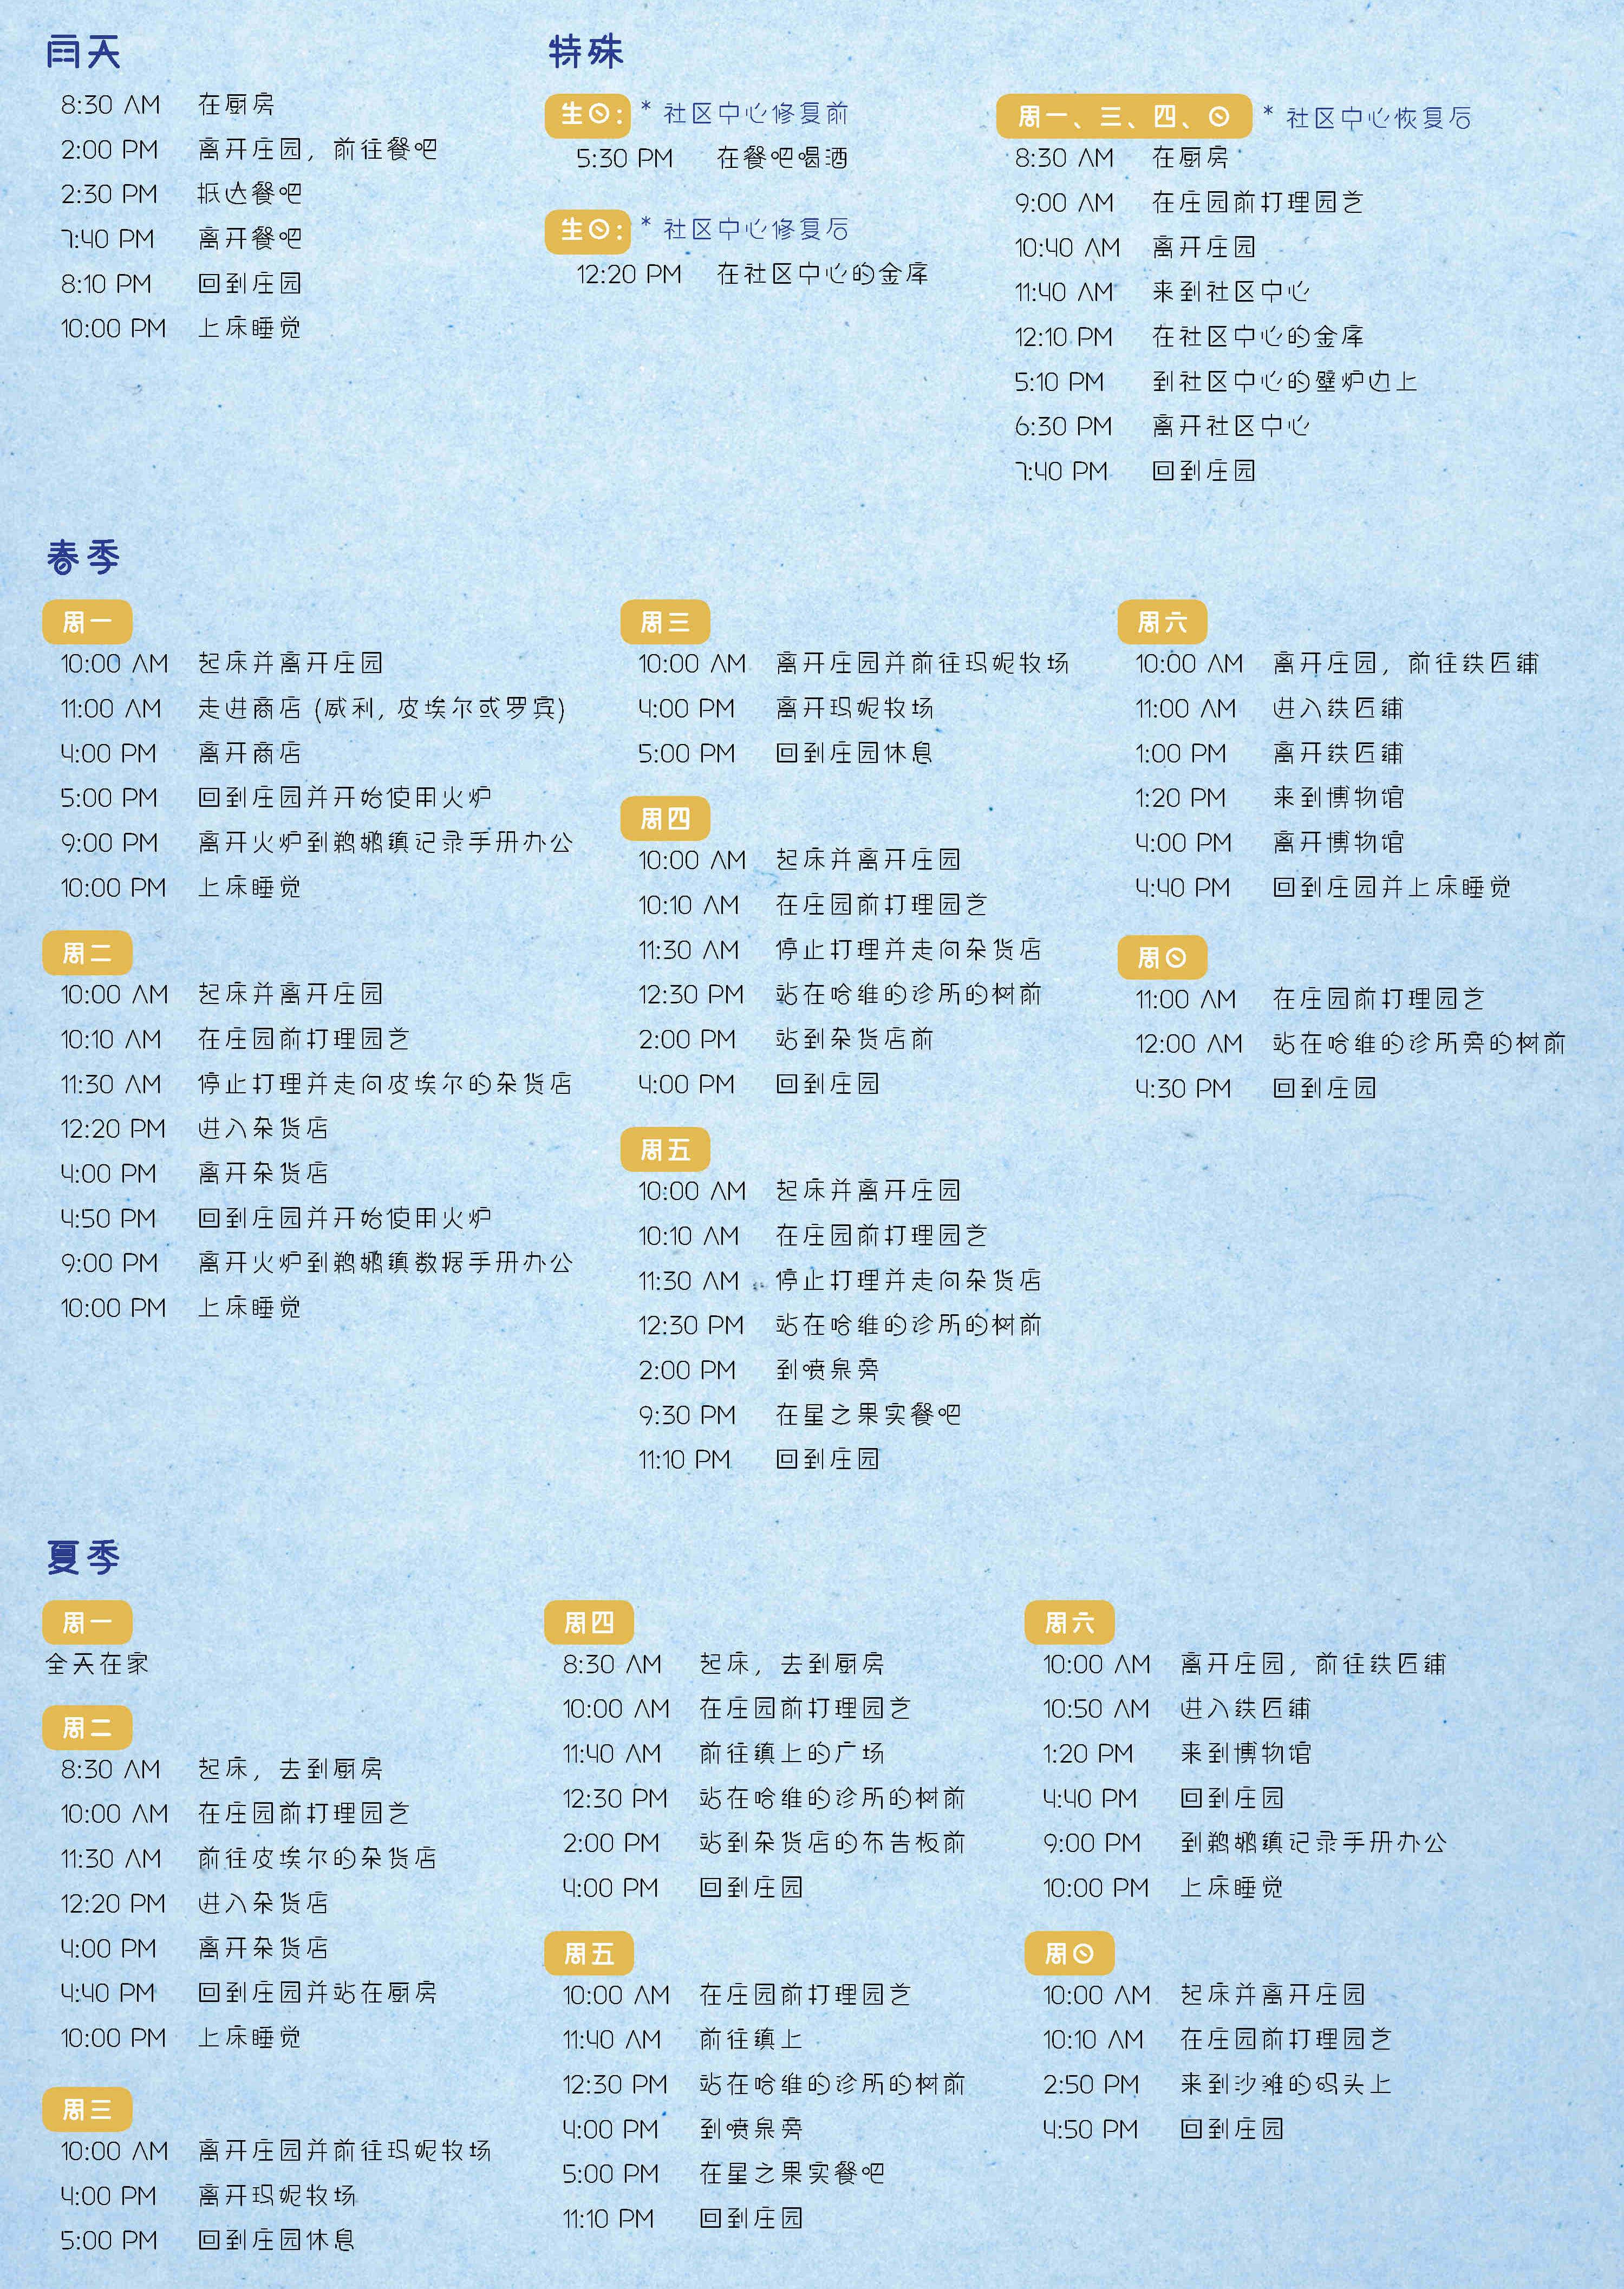 雨天
8:30 AM 在厨房
2:00 PM 离开庄园，前往餐吧
2:30 PM 抵达餐吧
7:40 PM 离开餐吧
8:10 PM 回到庄园
10:00 PM 上床睡觉
特殊
生日：* 社区中心修复前
5:30 PM 在餐吧喝酒
生日：* 社区中心修复后
12:20 PM 在社区中心的金库
周一、三、四、日 * 社区中心恢复后
8:30 AM 在厨房
9:00 AM 在庄园前打理园艺
10:40 AM 离开庄园
11:40 AM 来到社区中心
12:10 PM 在社区中心的金库
5:10 PM 到社区中心的壁炉边上
6:30 PM 离开社区中心
7:40 PM 回到庄园
春季
周一
10:00 AM 起床并离开庄园
11:00 AM 走进商店 (威利, 皮埃尔或罗宾)
4:00 PM 离开商店
5:00 PM 回到庄园并开始使用火炉
9:00 PM 离开火炉到鹈鹕镇记录手册办公
10:00 PM 上床睡觉
周二
10:00 AM 起床并离开庄园
10:10 AM 在庄园前打理园艺
11:30 AM 停止打理并走向皮埃尔的杂货店
12:20 PM 进入杂货店
4:00 PM 离开杂货店
4:50 PM 回到庄园并开始使用火炉
9:00 PM 离开火炉到鹈鹕镇数据手册办公
10:00 PM 上床睡觉
周三
10:00 AM 离开庄园并前往玛妮牧场
4:00 PM 离开玛妮牧场
5:00 PM 回到庄园休息
周四
10:00 AM 起床并离开庄园
10:10 AM 在庄园前打理园艺
11:30 AM 停止打理并走向杂货店
12:30 PM 站在哈维的诊所的树前
2:00 PM 站到杂货店前
4:00 PM 回到庄园
周五
10:00 AM 起床并离开庄园
10:10 AM 在庄园前打理园艺
11:30 AM 停止打理并走向杂货店
12:30 PM 站在哈维的诊所的树前
2:00 PM 到喷泉旁
9:30 PM 在星之果实餐吧
11:10 PM 回到庄园
周六
10:00 AM 离开庄园，前往铁匠铺
11:00 AM 进入铁匠铺
1:00 PM 离开铁匠铺
1:20 PM 来到博物馆
4:00 PM 离开博物馆
4:40 PM 回到庄园并上床睡觉
周日
11:00 AM 在庄园前打理园艺
12:00 AM 站在哈维的诊所旁的树前
4:30 PM 回到庄园
夏季
周一
全天在家
周二
8:30 AM 起床，去到厨房
10:00 AM 在庄园前打理园艺
11:30 AM 前往皮埃尔的杂货店
12:20 PM 进入杂货店
4:00 PM 离开杂货店
4:40 PM 回到庄园并站在厨房
10:00 PM 上床睡觉
周三
10:00 AM 离开庄园并前往玛妮牧场
4:00 PM 离开玛妮牧场
5:00 PM 回到庄园休息
周四
8:30 AM 起床，去到厨房
10:00 AM 在庄园前打理园艺
11:40 AM 前往镇上的广场
12:30 PM 站在哈维的诊所的树前
2:00 PM 站到杂货店的布告板前
4:00 PM 回到庄园
周五
10:00 AM 在庄园前打理园艺
11:40 AM 前往镇上
12:30 PM 站在哈维的诊所的树前
4:00 PM 到喷泉旁
5:00 PM 在星之果实餐吧
11:10 PM 回到庄园
周六
10:00 AM 离开庄园，前往铁匠铺
10:50 AM 进入铁匠铺
1:20 PM 来到博物馆
4:40 PM 回到庄园
9:00 PM 到鹈鹕镇记录手册办公
10:00 PM 上床睡觉
周日
10:00 AM 起床并离开庄园
10:10 AM 在庄园前打理园艺
2:50 PM 来到沙滩的码头上
4:50 PM 回到庄园